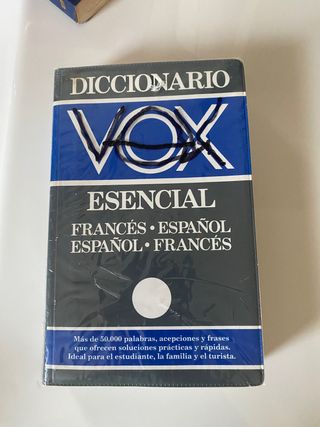 DICCIONARIO
VOX
ESENCIAL
FRANCÉS • ESPAÑOL
ESPAÑOL • FRANCÉS
Más de 50.000 palabras, acepciones y frases
que ofrecen soluciones prácticas y rápidas.
Ideal para el estudiante, la familia y el turista.